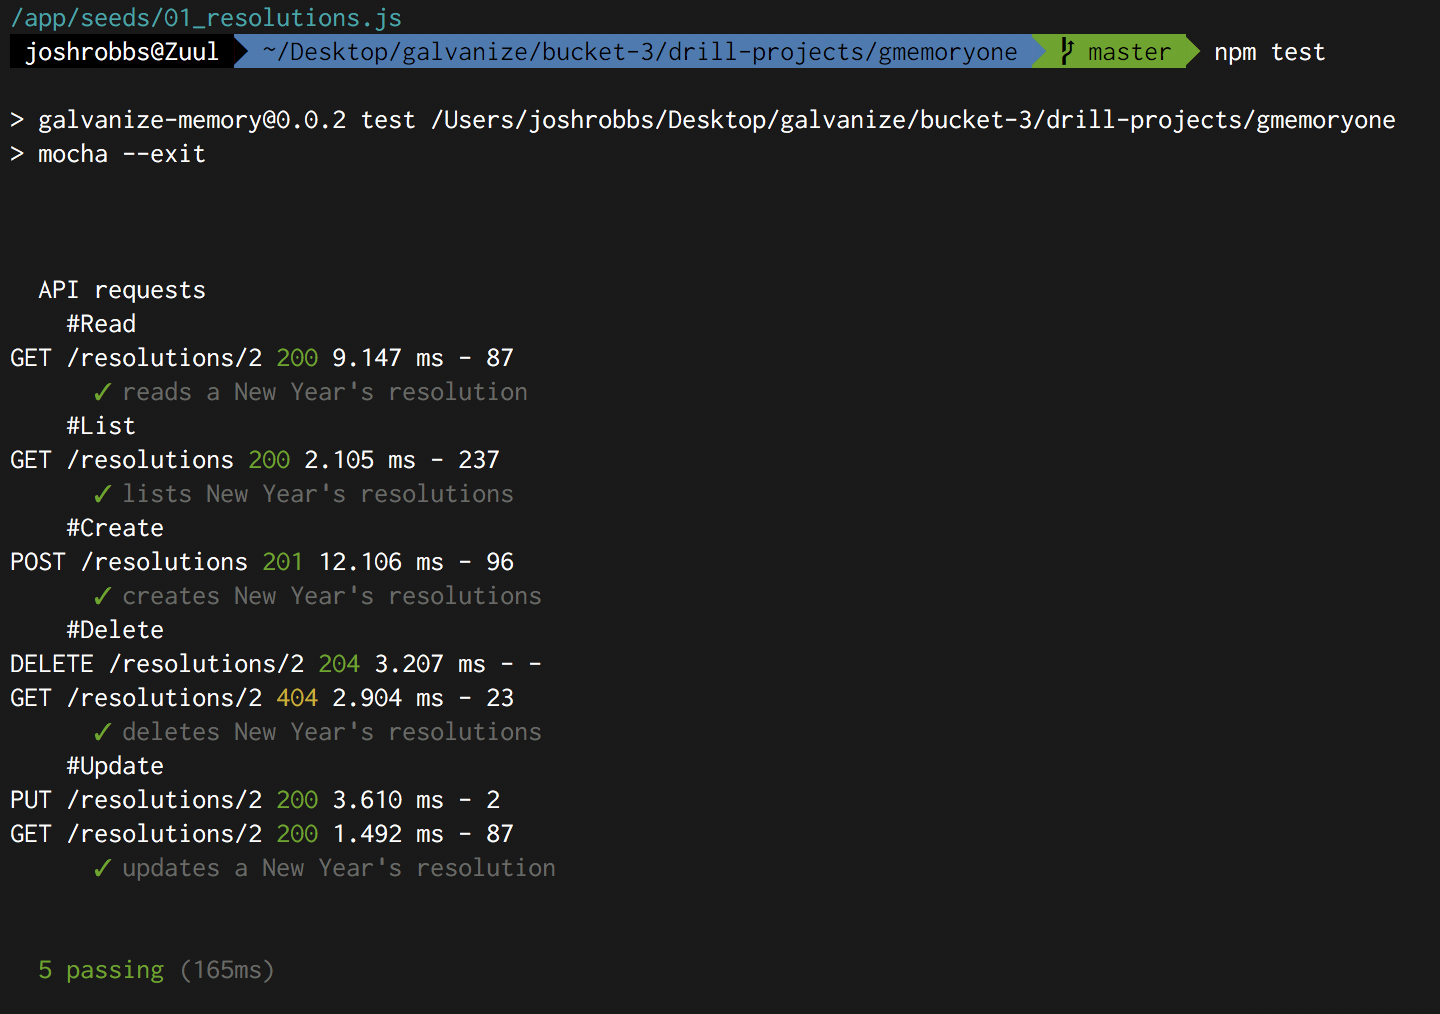 /app/seeds/01_resolutions.js
joshrobbs@Zuul ~/Desktop/galvanize/bucket-3/drill-projects/gmemoryone master npm test
> galvanize-memory@0.0.2 test /Users/joshrobbs/Desktop/galvanize/bucket-3/drill-projects/gmemoryone
> mocha --exit
API requests
#Read
GET /resolutions/2 200 9.147 ms - 87
✓ reads a New Year's resolution
#List
GET /resolutions 200 2.105 ms - 237
✓ lists New Year's resolutions
#Create
POST /resolutions 201 12.106 ms - 96
✓ creates New Year's resolutions
#Delete
DELETE /resolutions/2 204 3.207 ms - -
GET /resolutions/2 404 2.904 ms - 23
✓ deletes New Year's resolutions
#Update
PUT /resolutions/2 200 3.610 ms - 2
GET /resolutions/2 200 1.492 ms - 87
✓ updates a New Year's resolution
5 passing (165ms)